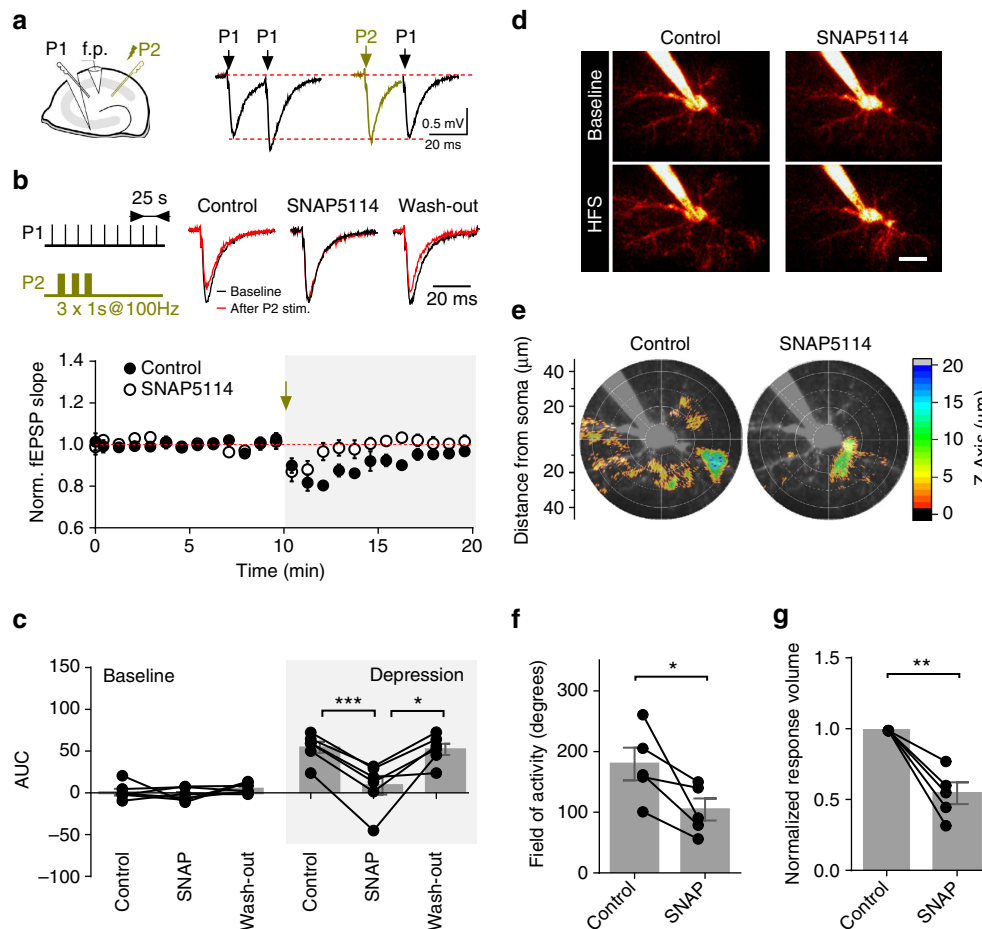 a
P1
f.p.
P2
P1
P1
P2
P1
0.5 mV
20 ms
b
25 s
P1
P2
3 x 1s@100Hz
Control
SNAP5114
Wash-out
Baseline
After P2 stim.
20 ms
Norm. fEPSP slope
1.4
1.2
1.0
0.8
0.6
Control
SNAP5114
0
5
10
15
20
Time (min)
c
AUC
150
100
50
0
−50
−100
Baseline
Depression
***
*
Control
SNAP
Wash-out
Control
SNAP
Wash-out
d
Control
SNAP5114
Baseline
HFS
e
Control
SNAP5114
Distance from soma (µm)
40
20
20
40
20
15
10
5
0
Z Axis (µm)
f
Field of activity (degrees)
300
200
100
0
*
Control
SNAP
g
Normalized response volume
1.5
1.0
0.5
0.0
**
Control
SNAP